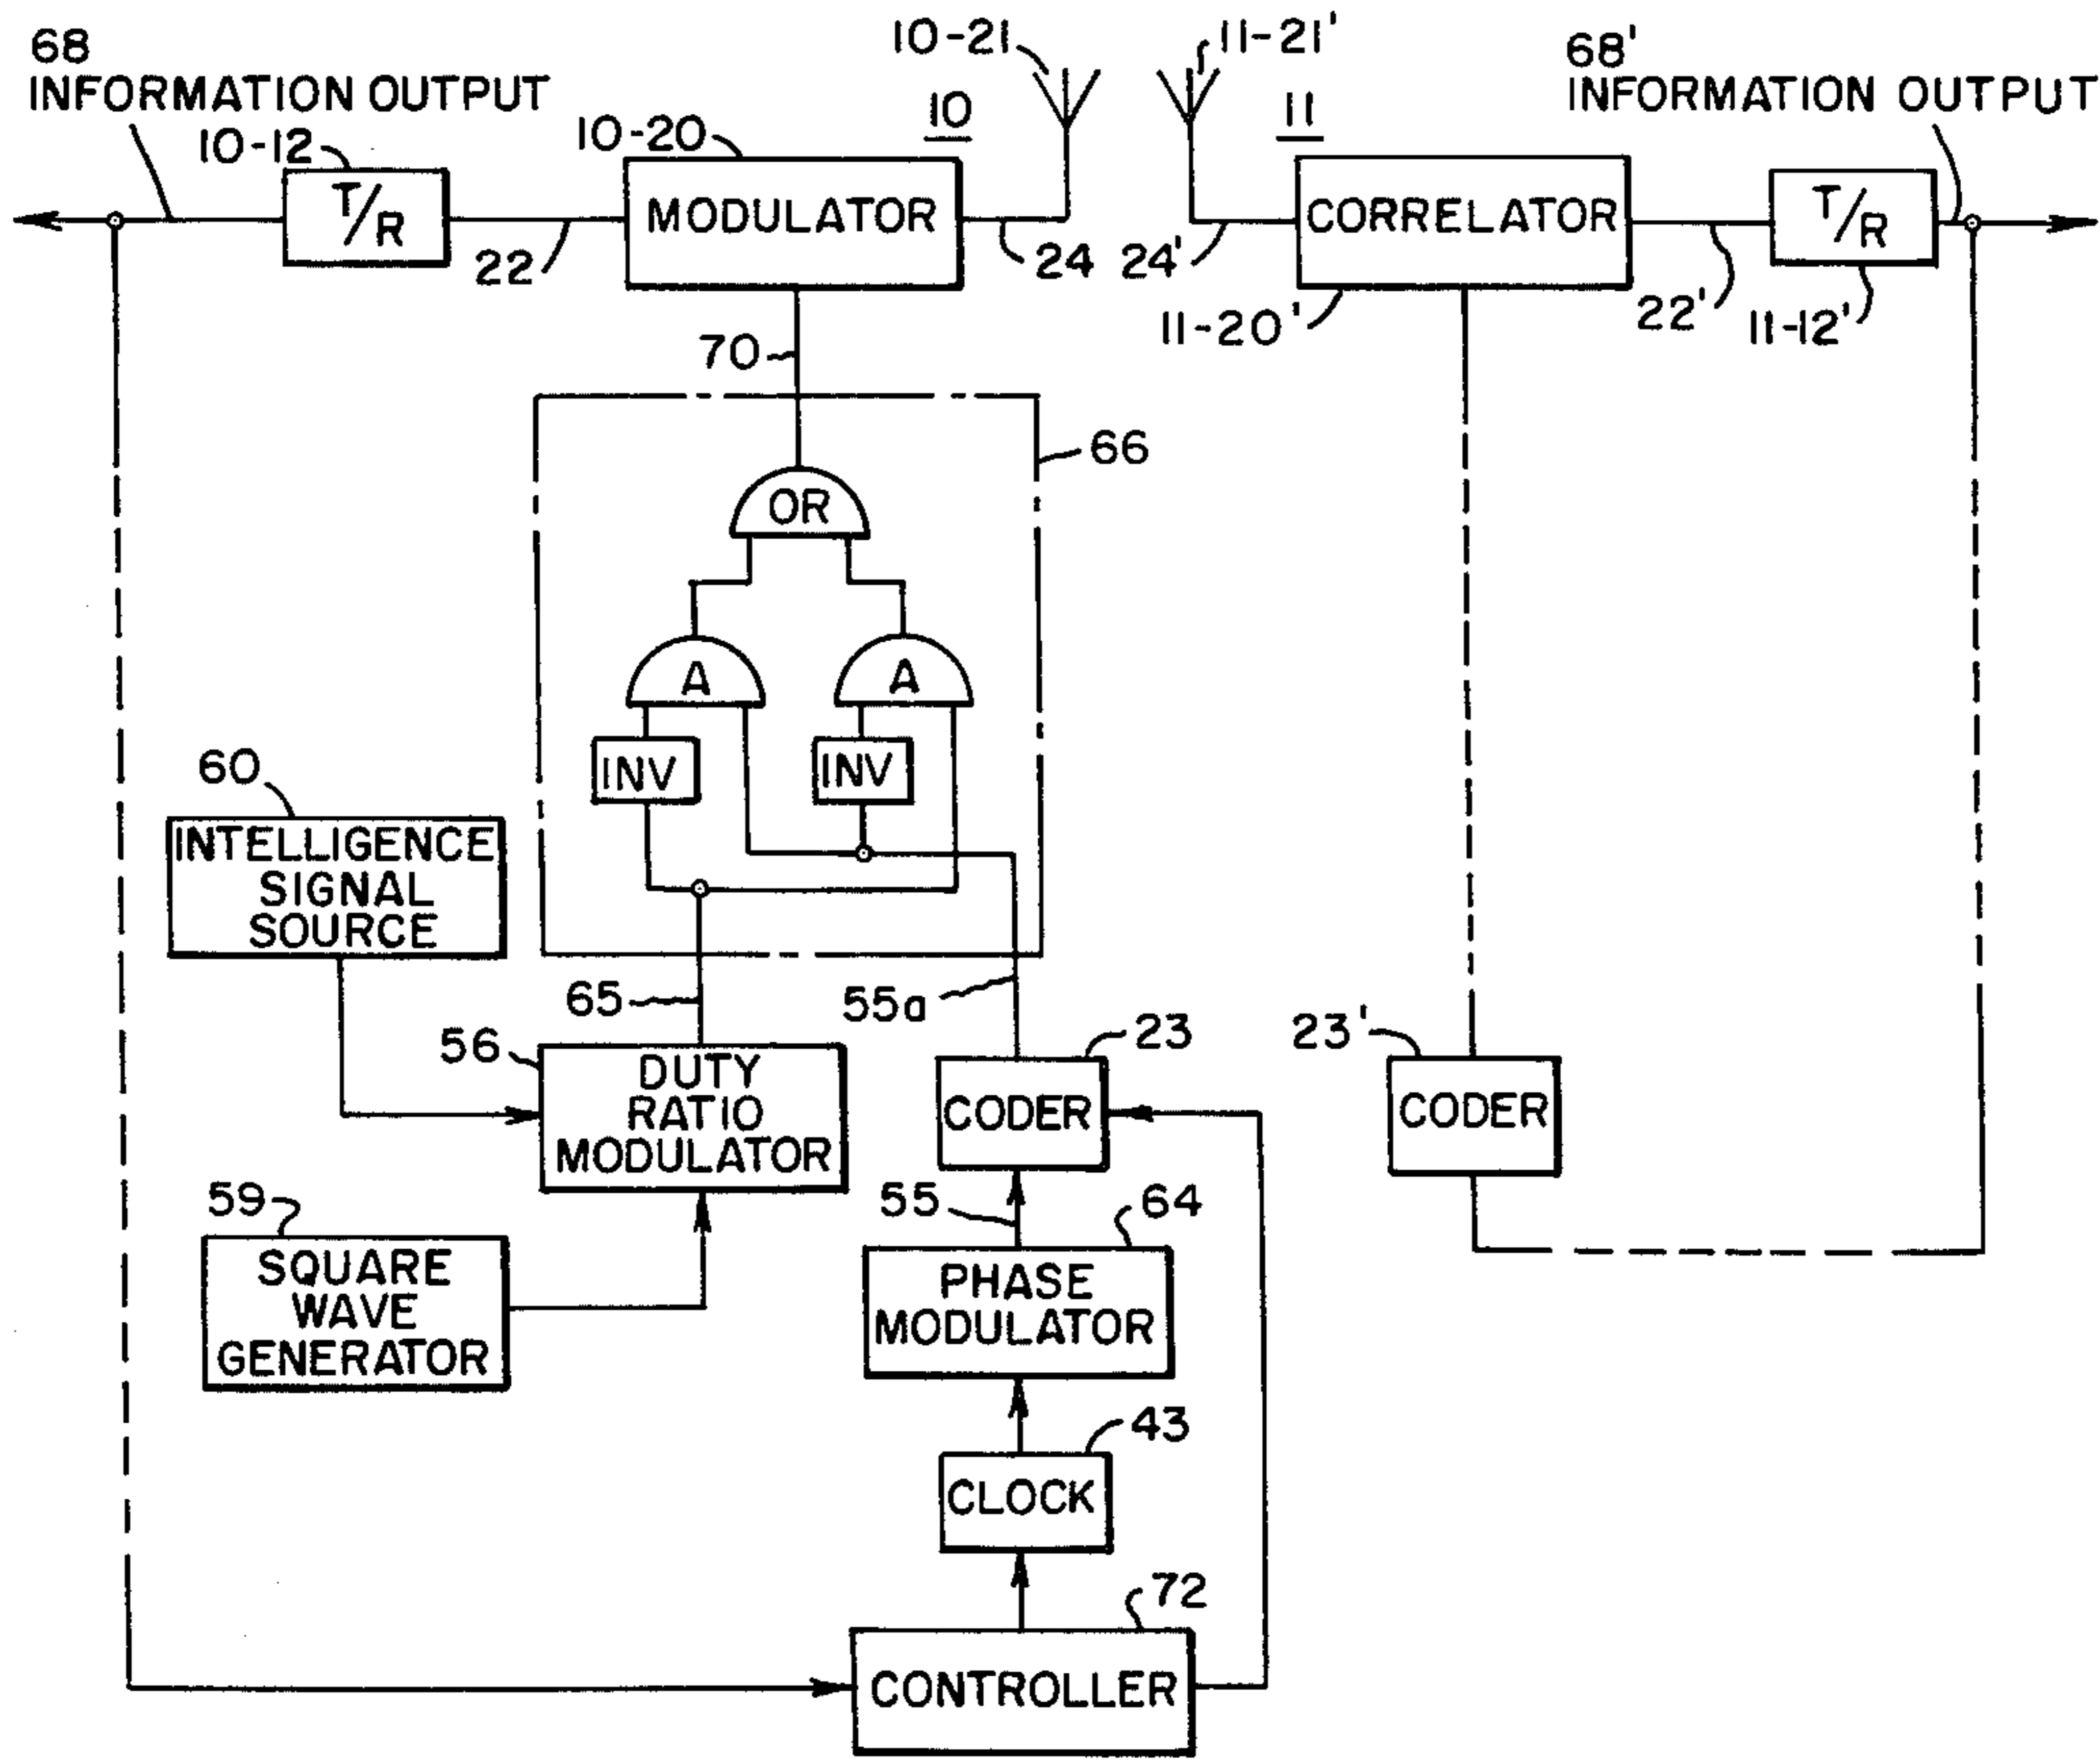 68
INFORMATION OUTPUT
10-12
T/R
22
10-20
MODULATOR
10
10-21
24
11-21'
11
24'
CORRELATOR
11-20'
22'
T/R
11-12'
68'
INFORMATION OUTPUT
70
66
OR
A
A
INV
INV
60
INTELLIGENCE
SIGNAL
SOURCE
65
55a
56
DUTY
RATIO
MODULATOR
23
CODER
23'
CODER
59
SQUARE
WAVE
GENERATOR
55
64
PHASE
MODULATOR
43
CLOCK
72
CONTROLLER